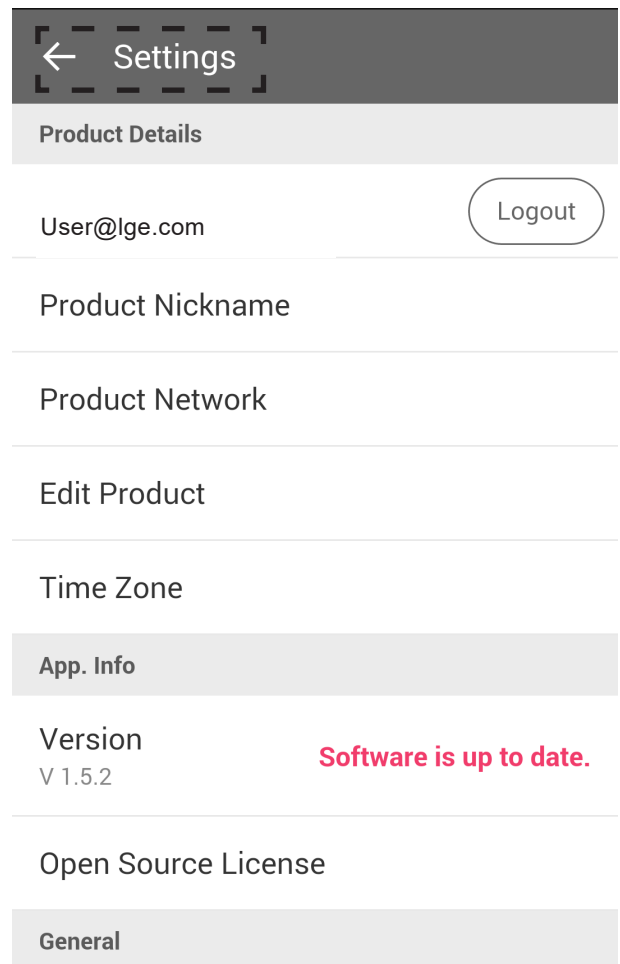 Settings
Product Details
User@lge.com
Logout
Product Nickname
Product Network
Edit Product
Time Zone
App. Info
Version
V 1.5.2
Software is up to date.
Open Source License
General